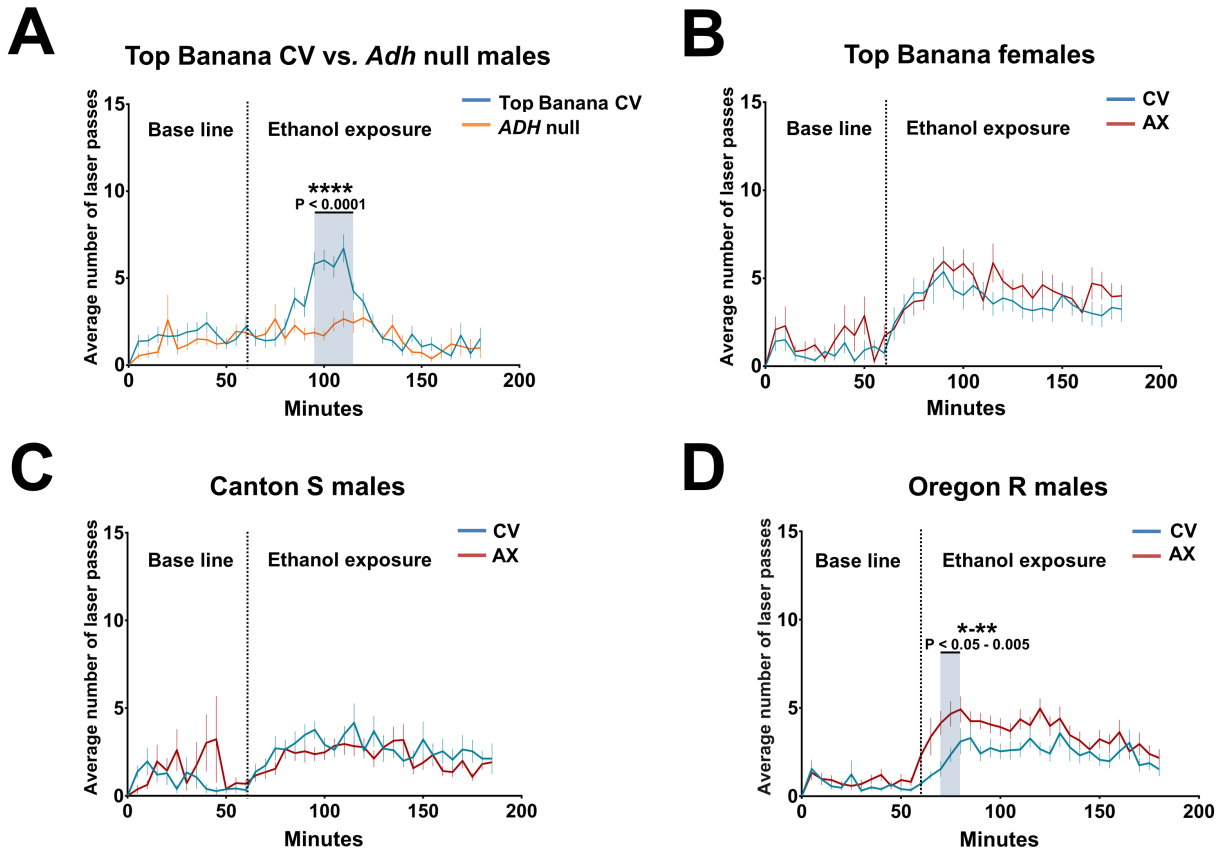 A
Top Banana CV vs. Adh null males
Average number of laser passes
15
10
5
0
Base line
Ethanol exposure
Top Banana CV
ADH null
****
P < 0.0001
0
50
100
150
200
Minutes
B
Top Banana females
Average number of laser passes
15
10
5
0
Base line
Ethanol exposure
CV
AX
0
50
100
150
200
Minutes
C
Canton S males
Average number of laser passes
15
10
5
0
Base line
Ethanol exposure
CV
AX
0
50
100
150
200
Minutes
D
Oregon R males
Average number of laser passes
15
10
5
0
Base line
Ethanol exposure
CV
AX
*-**
P < 0.05 - 0.005
0
50
100
150
200
Minutes